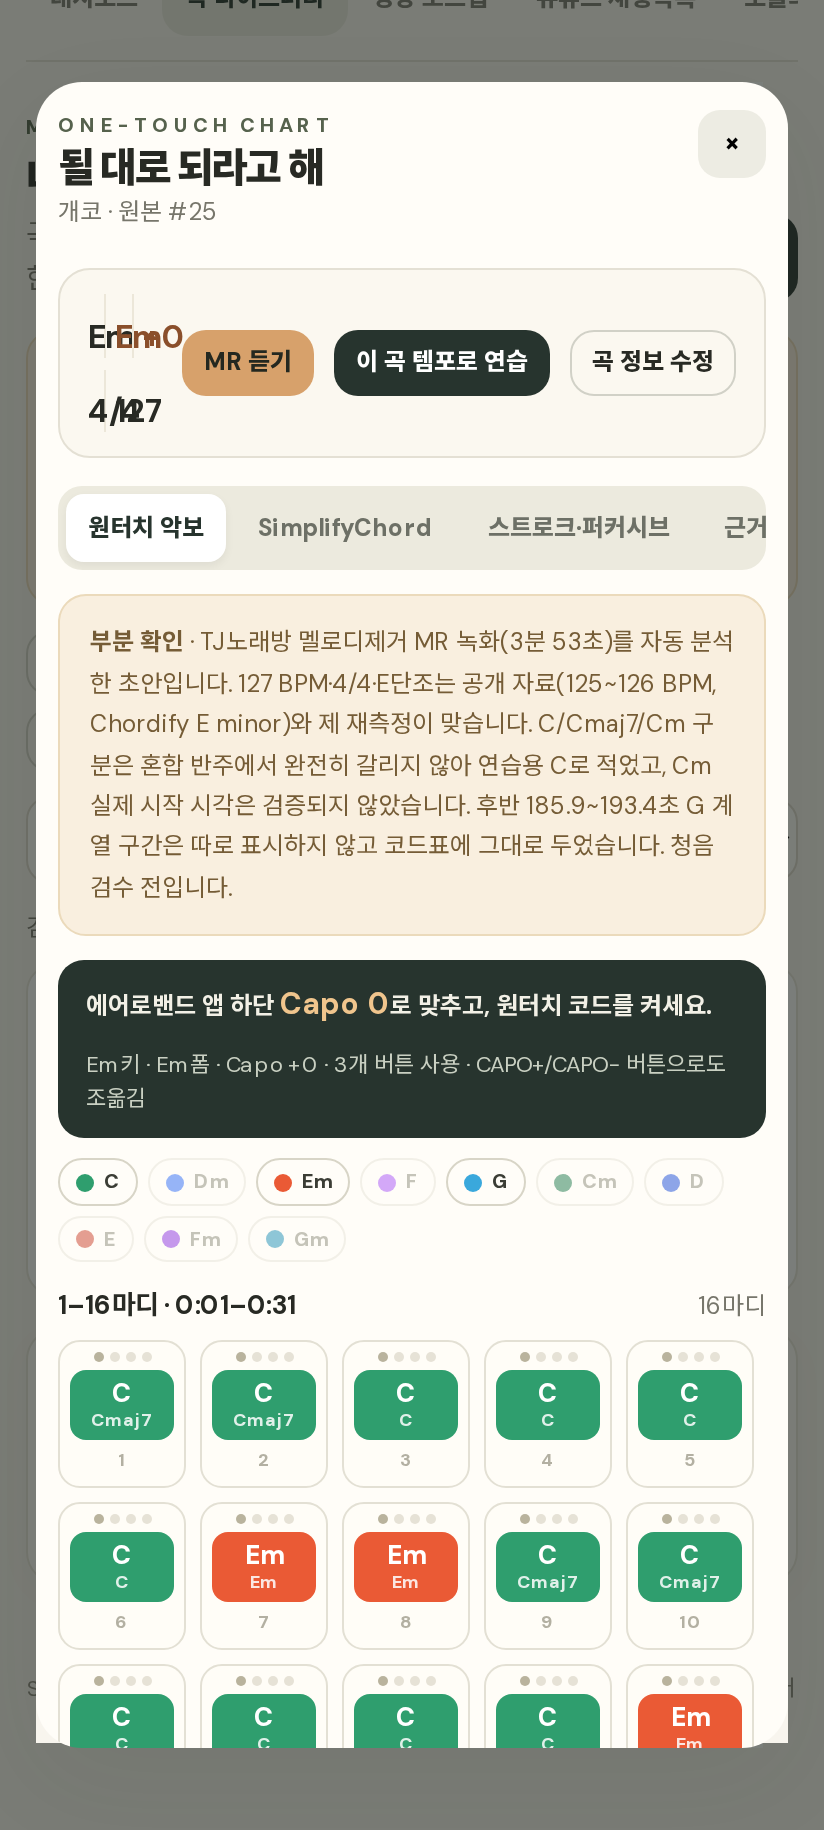 ONE-TOUCH CHART
될 대로 되라고 해
×
개코 · 원본 #25
Em
Em
+0
MR 듣기
이 곡 템포로 연습
곡 정보 수정
4/4
127
원터치 악보
SimplifyChord
스트로크·퍼커시브
근거
부분 확인 · TJ노래방 멜로디제거 MR 녹화(3분 53초)를 자동 분석
한 초안입니다. 127 BPM·4/4·E단조는 공개 자료(125~126 BPM,
Chordify E minor)와 제 재측정이 맞습니다. C/Cmaj7/Cm 구
분은 혼합 반주에서 완전히 갈리지 않아 연습용 C로 적었고, Cm
실제 시작 시각은 검증되지 않았습니다. 후반 185.9~193.4초 G 계
열 구간은 따로 표시하지 않고 코드표에 그대로 두었습니다. 청음
검수 전입니다.
에어로밴드 앱 하단 Capo 0로 맞추고, 원터치 코드를 켜세요.
Em키 · Em폼 · Capo +0 · 3개 버튼 사용 · CAPO+/CAPO− 버튼으로도
조옮김
C Dm Em F G Cm D
E Fm Gm
1–16마디 · 0:01–0:31
16마디
C C C C C
Cmaj7 Cmaj7 C C C
1 2 3 4 5
C Em Em C C
C Em Em Cmaj7 Cmaj7
6 7 8 9 10
C C C C Em
C C C C Em